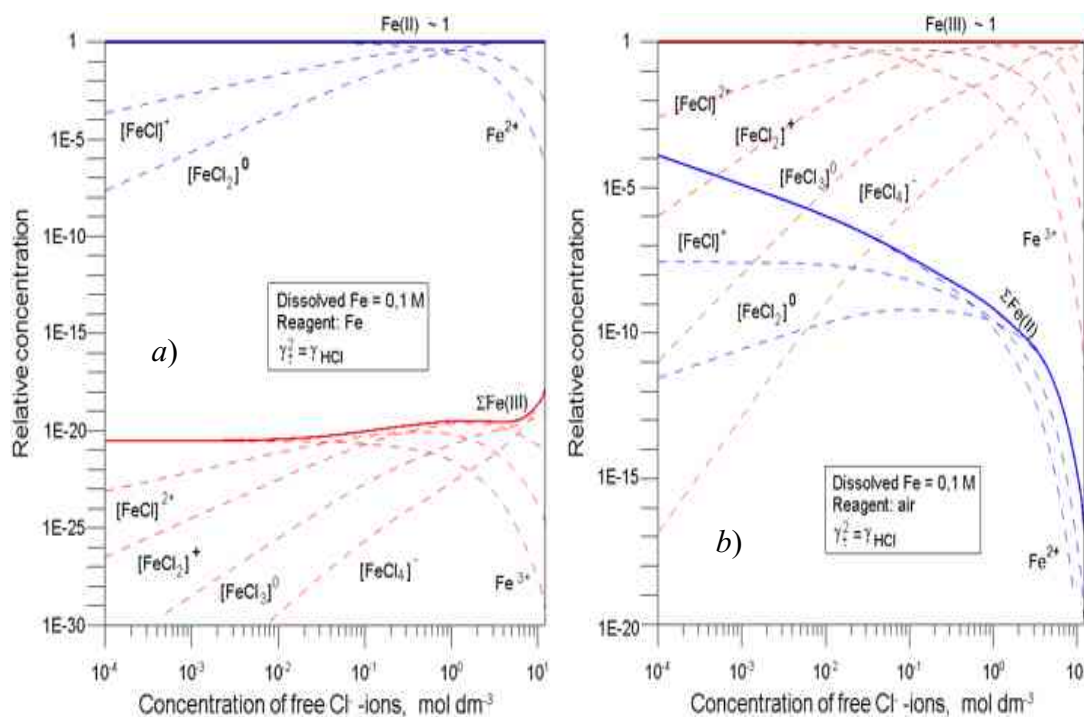 Fe(II) ~ 1
1
1E-5
1E-10
1E-15
1E-20
1E-25
1E-30
Relative concentration
[FeCl]⁺
[FeCl₂]⁰
Fe²⁺
Dissolved Fe = 0,1 M
Reagent: Fe
γ±² = γHCl
a)
ΣFe(III)
[FeCl]²⁺
[FeCl₂]⁺
[FeCl₃]⁰
[FeCl₄]⁻
Fe³⁺
10⁻⁴ 10⁻³ 10⁻² 10⁻¹ 10⁰ 10¹
Concentration of free Cl⁻ -ions, mol dm⁻³
Fe(III) ~ 1
1
1E-5
1E-10
1E-15
1E-20
Relative concentration
[FeCl]²⁺
[FeCl₂]⁺
[FeCl₃]⁰
[FeCl₄]⁻
[FeCl]⁺
Fe³⁺
[FeCl₂]⁰
ΣFe(II)
Dissolved Fe = 0,1 M
Reagent: air
γ±² = γHCl
b)
Fe²⁺
10⁻⁴ 10⁻³ 10⁻² 10⁻¹ 10⁰ 10¹
Concentration of free Cl⁻ -ions, mol dm⁻³